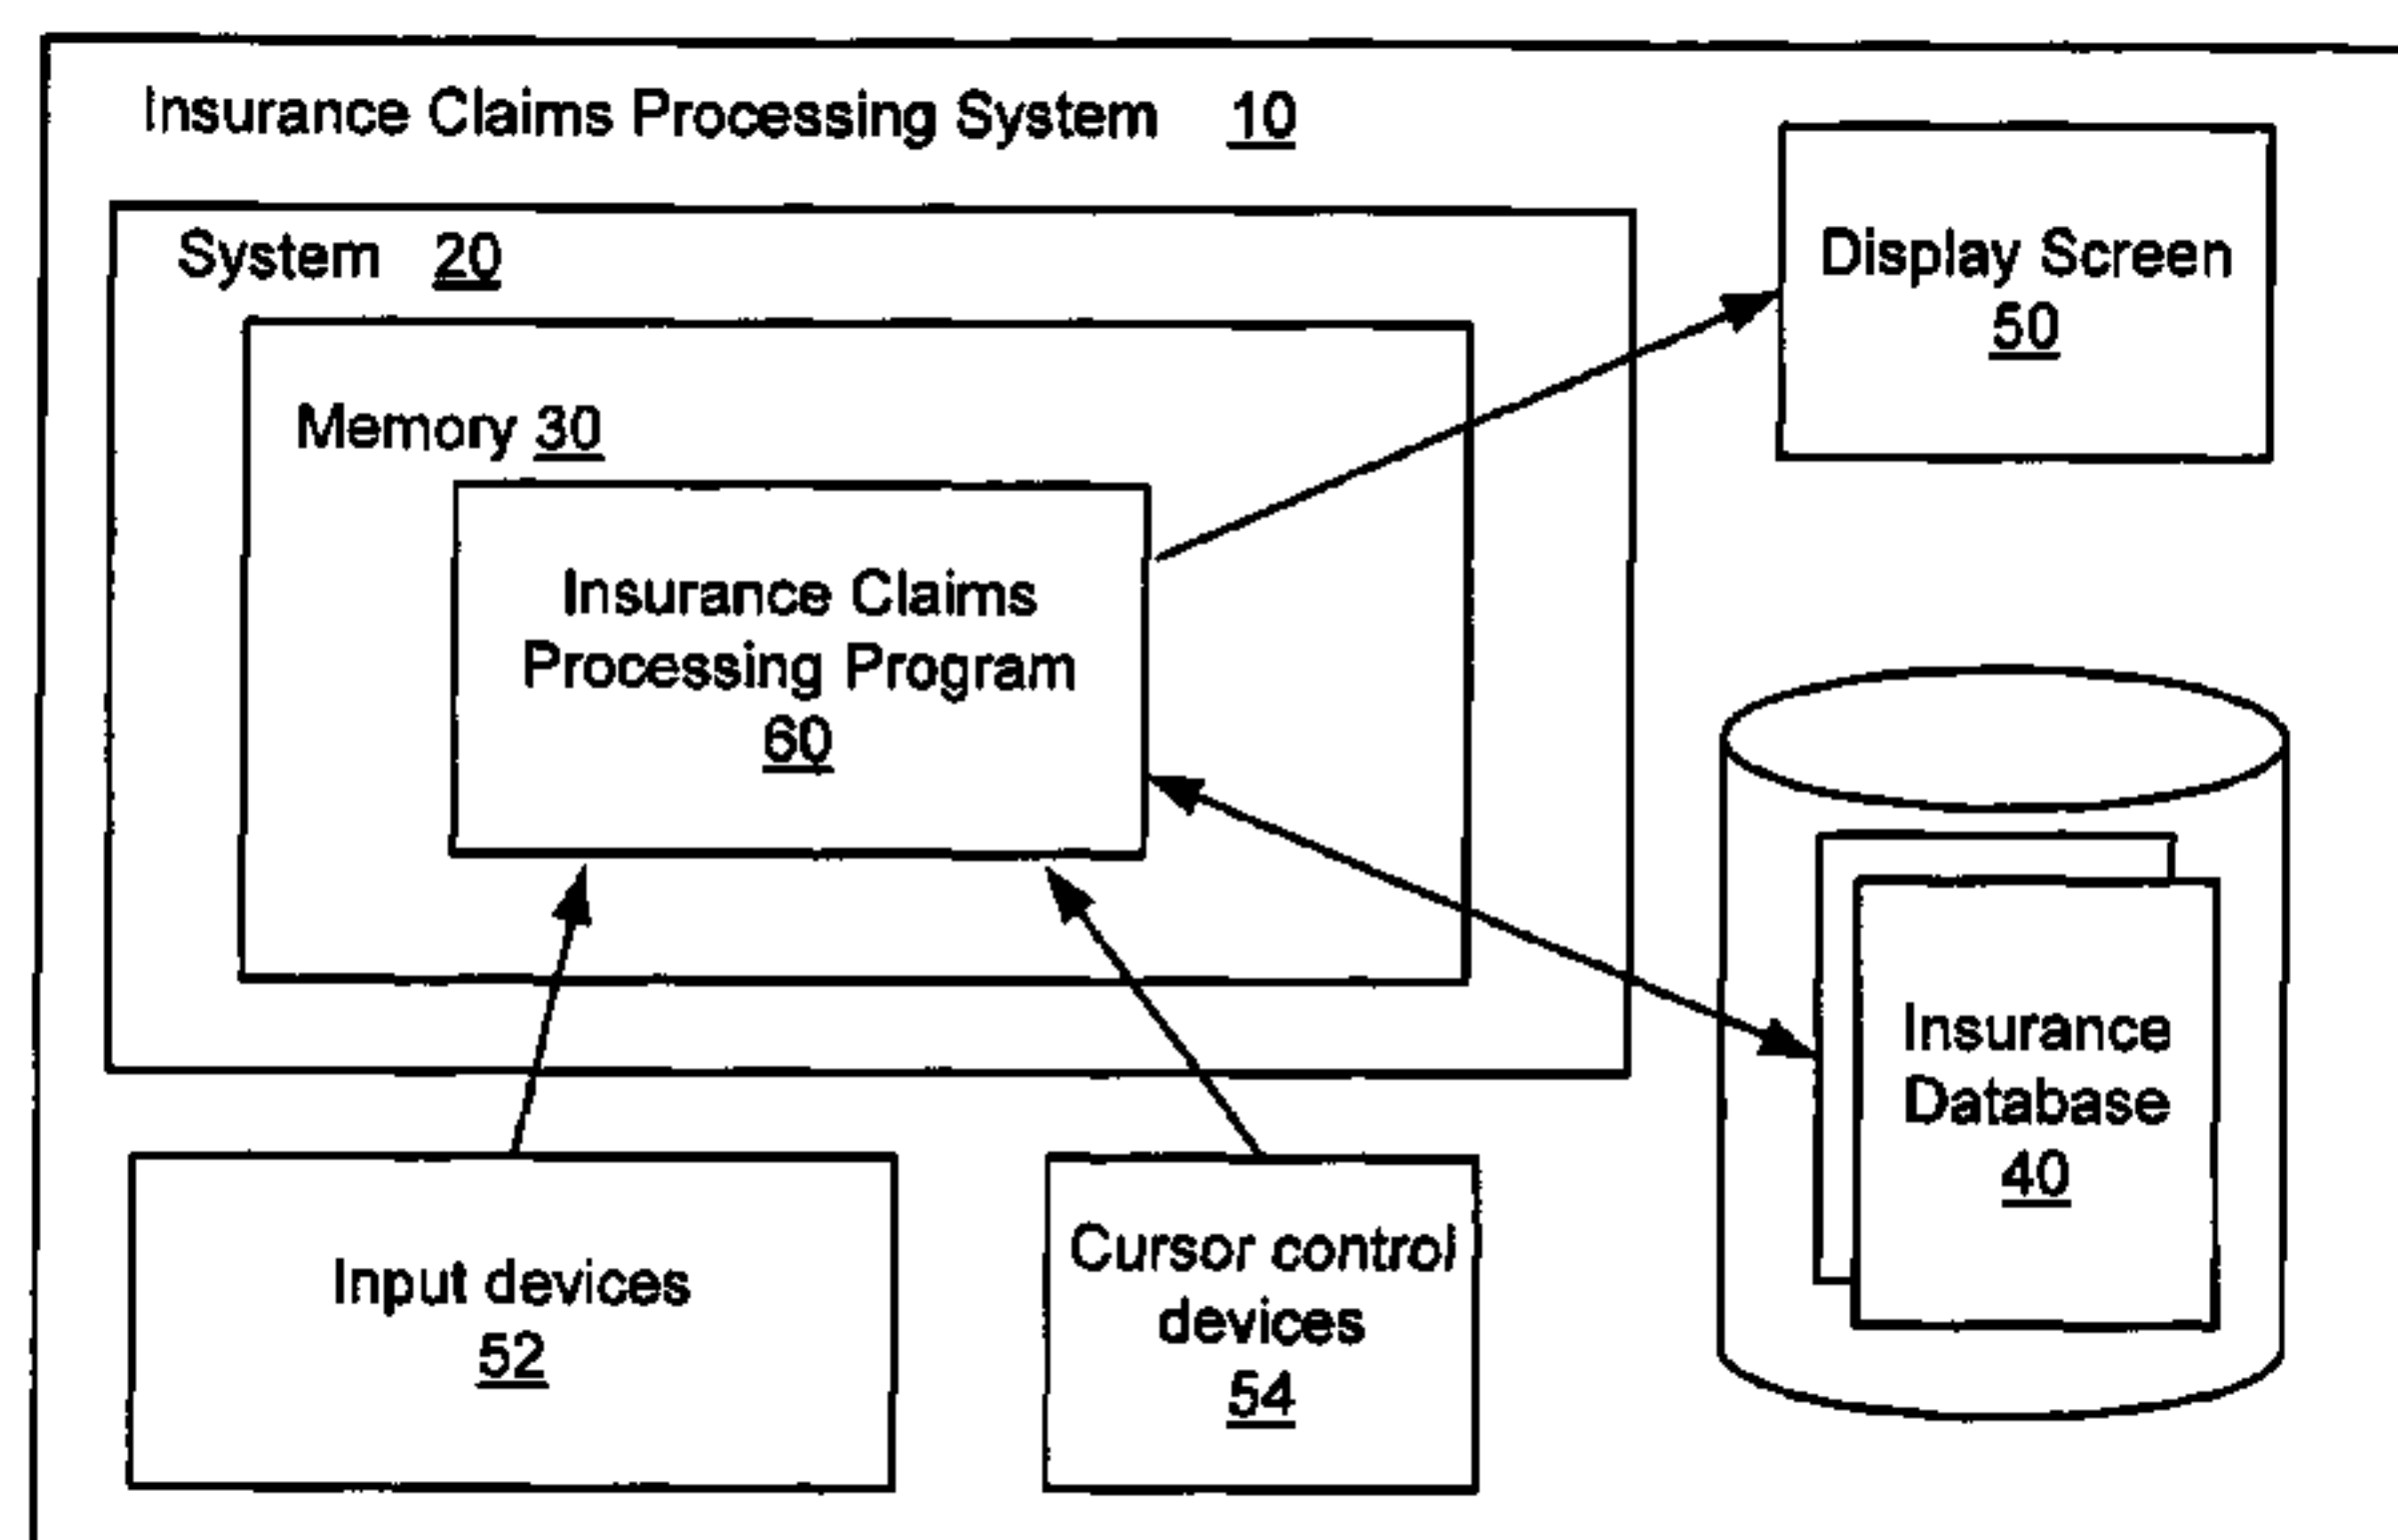 Insurance Claims Processing System 10
System 20
Display Screen
50
Memory 30
Insurance Claims
Processing Program
60
Insurance
Database
40
Input devices
52
Cursor control
devices
54